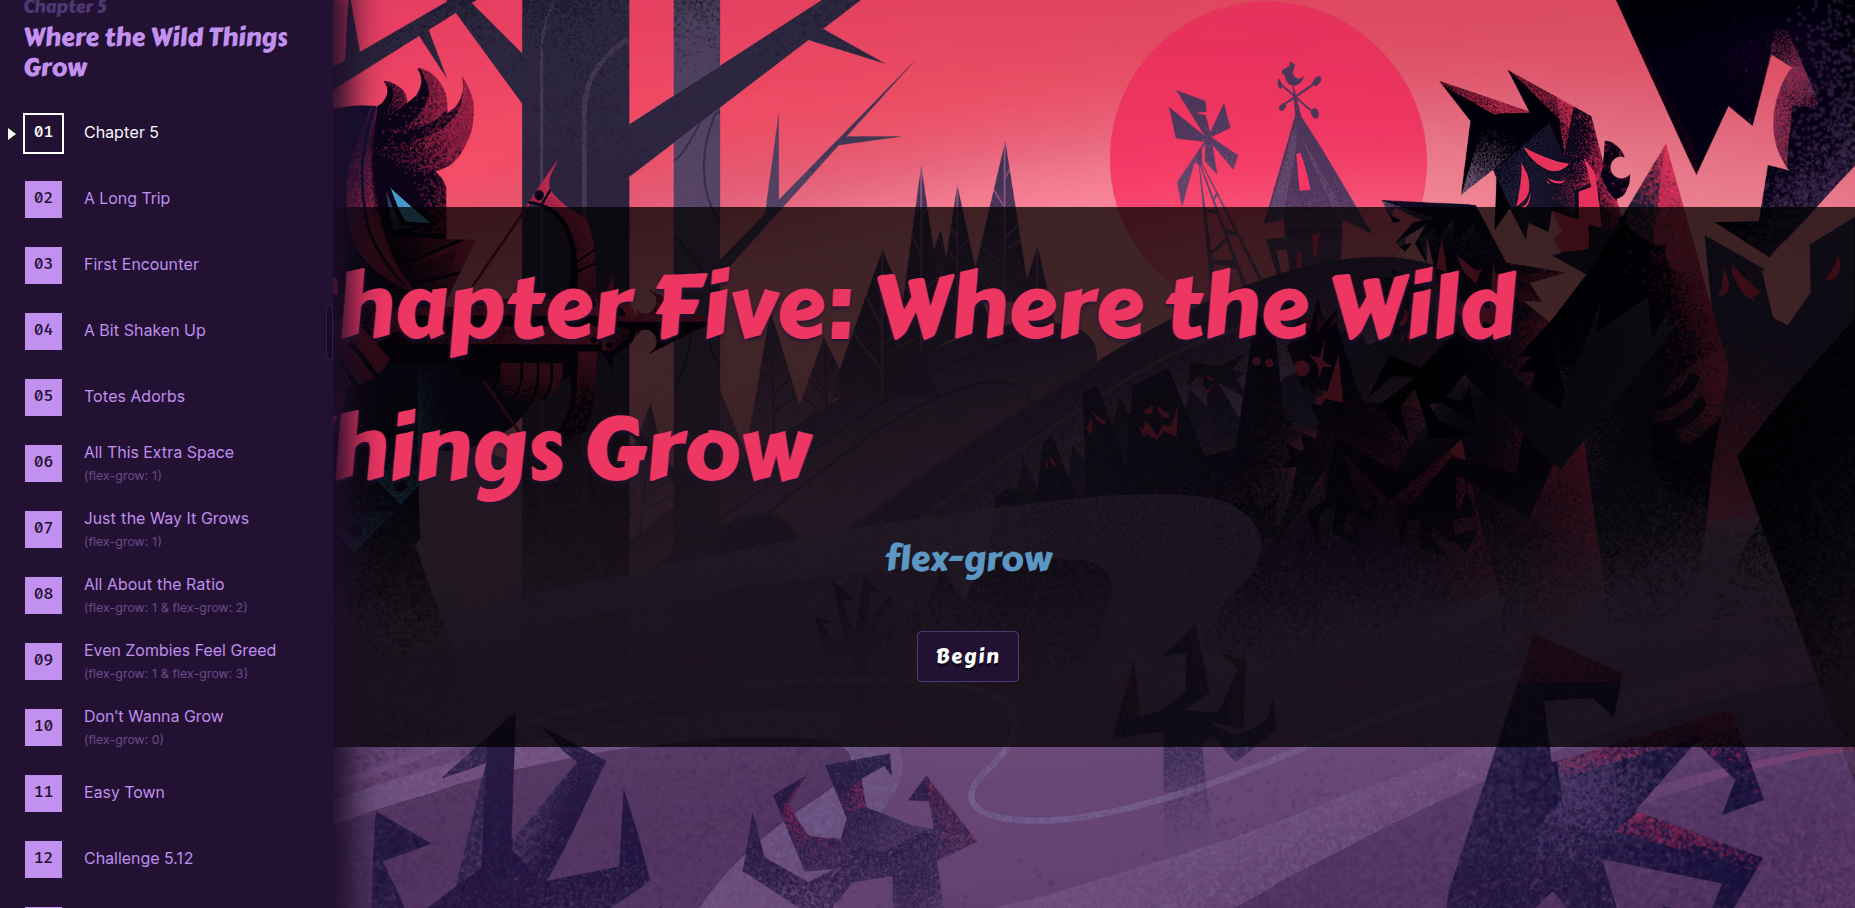 Chapter 5
Where the Wild Things
Grow
01 Chapter 5
02 A Long Trip
03 First Encounter
04 A Bit Shaken Up
05 Totes Adorbs
06 All This Extra Space
(flex-grow: 1)
07 Just the Way It Grows
(flex-grow: 1)
08 All About the Ratio
(flex-grow: 1 & flex-grow: 2)
09 Even Zombies Feel Greed
(flex-grow: 1 & flex-grow: 3)
10 Don't Wanna Grow
(flex-grow: 0)
11 Easy Town
12 Challenge 5.12
hapter Five: Where the Wild
hings Grow
flex-grow
Begin